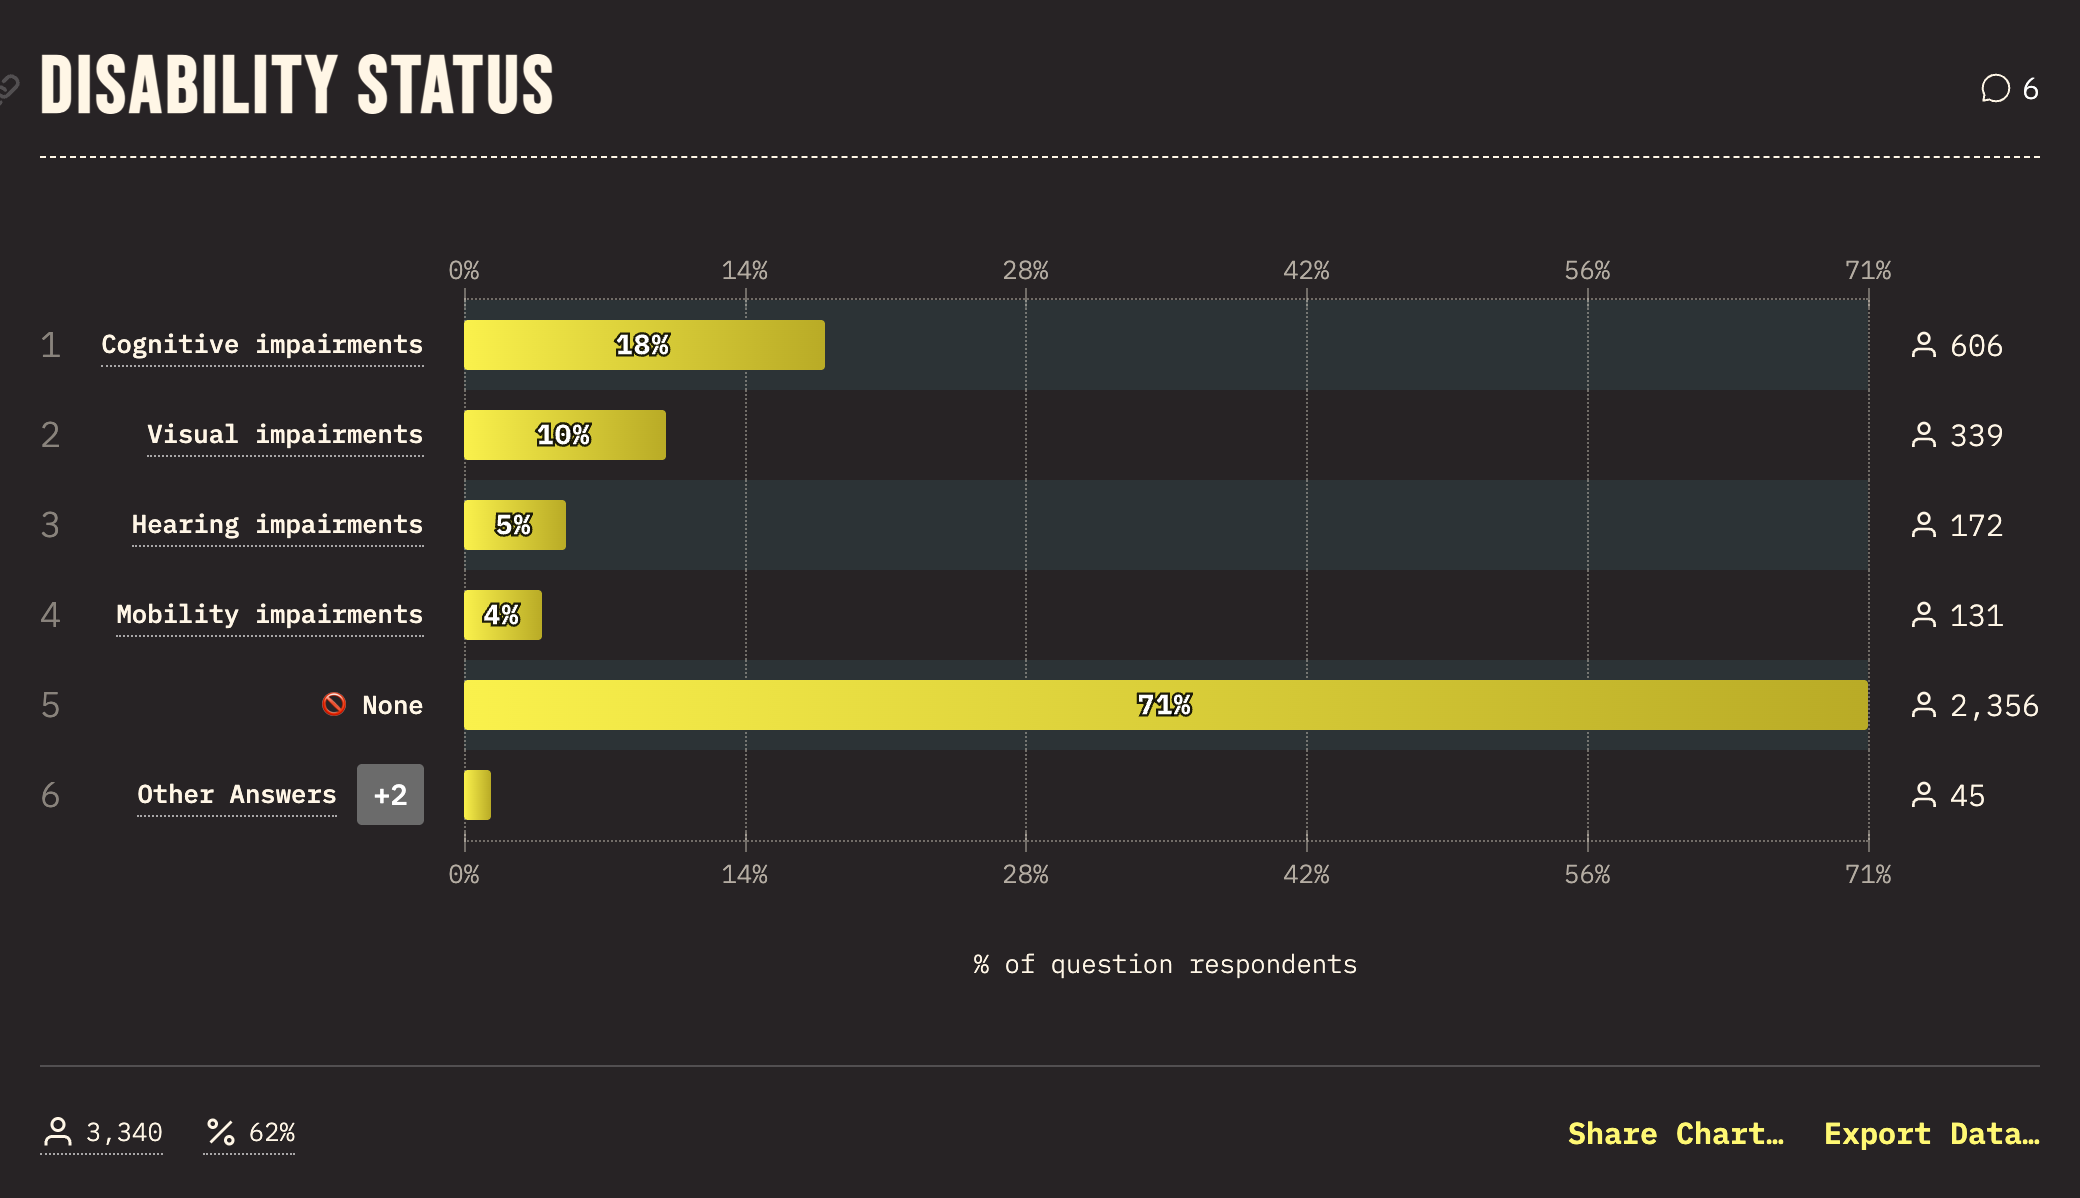 DISABILITY STATUS
6
0% 14% 28% 42% 56% 71%
1 Cognitive impairments 18% 606
2 Visual impairments 10% 339
3 Hearing impairments 5% 172
4 Mobility impairments 4% 131
5 None 71% 2,356
6 Other Answers +2 45
0% 14% 28% 42% 56% 71%
% of question respondents
3,340 62% Share Chart… Export Data…